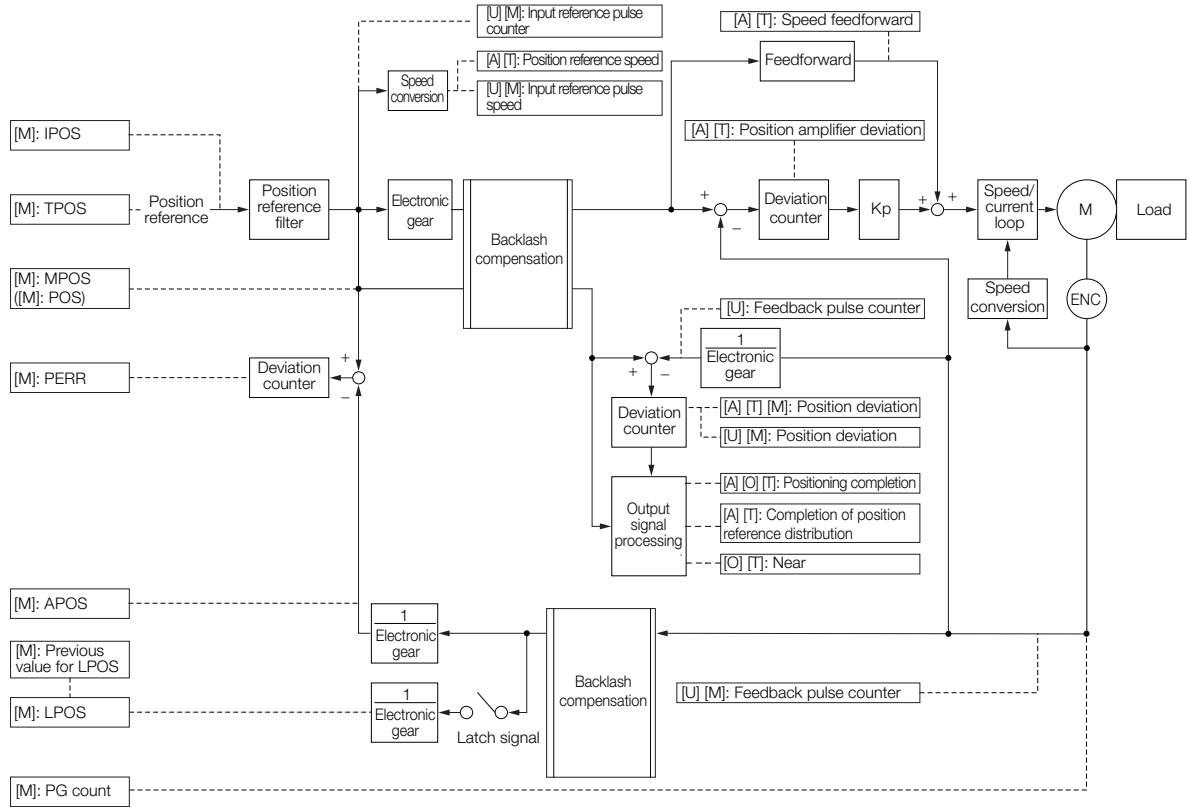 [U] [M]: Input reference pulse
counter
[A] [T]: Speed feedforward
[A] [T]: Position reference speed
Feedforward
Speed
conversion
[U] [M]: Input reference pulse
speed
[M]: IPOS
[A] [T]: Position amplifier deviation
[M]: TPOS
Position
reference
Position
reference
filter
Electronic
gear
Backlash
compensation
+
−
Deviation
counter
Kp
+
+
Speed/
current
loop
M
Load
[M]: MPOS
([M]: POS)
Speed
conversion
ENC
[U]: Feedback pulse counter
1
Electronic
gear
+
−
[M]: PERR
Deviation
counter
+
−
Deviation
counter
[A] [T] [M]: Position deviation
[U] [M]: Position deviation
Output
signal
processing
[A] [O] [T]: Positioning completion
[A] [T]: Completion of position
reference distribution
[O] [T]: Near
[M]: APOS
1
Electronic
gear
[M]: Previous
value for LPOS
Backlash
compensation
[U] [M]: Feedback pulse counter
[M]: LPOS
1
Electronic
gear
Latch signal
[M]: PG count